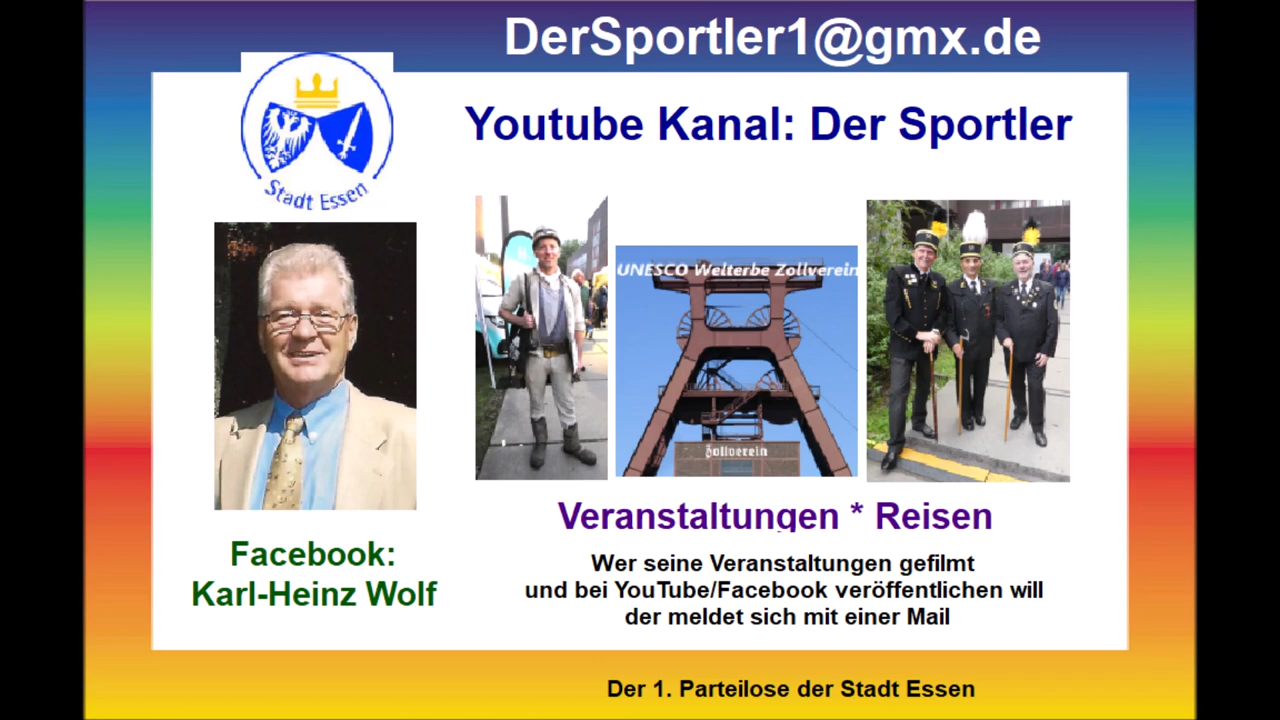 DerSportler1@gmx.de
Youtube Kanal: Der Sportler
Stadt Essen
UNESCO Welterbe Zollverein
Zollverein
Veranstaltungen * Reisen
Facebook:
Karl-Heinz Wolf
Wer seine Veranstaltungen gefilmt
und bei YouTube/Facebook veröffentlichen will
der meldet sich mit einer Mail
Der 1. Parteilose der Stadt Essen